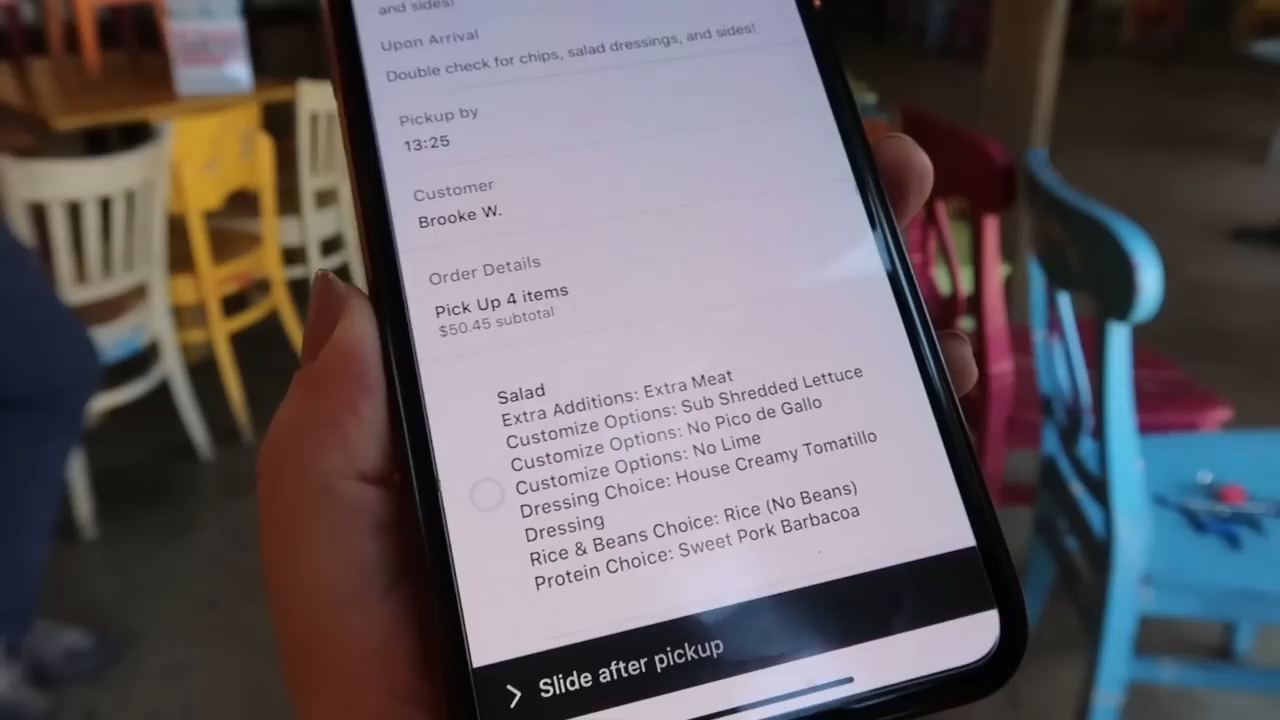 and sides!
Upon Arrival
Double check for chips, salad dressings, and sides!
Pickup by
13:25
Customer
Brooke W.
Order Details
Pick Up 4 items
$50.45 subtotal
Salad
Extra Additions: Extra Meat
Customize Options: Sub Shredded Lettuce
Customize Options: No Pico de Gallo
Customize Options: No Lime
Dressing Choice: House Creamy Tomatillo
Dressing
Rice & Beans Choice: Rice (No Beans)
Protein Choice: Sweet Pork Barbacoa
Slide after pickup